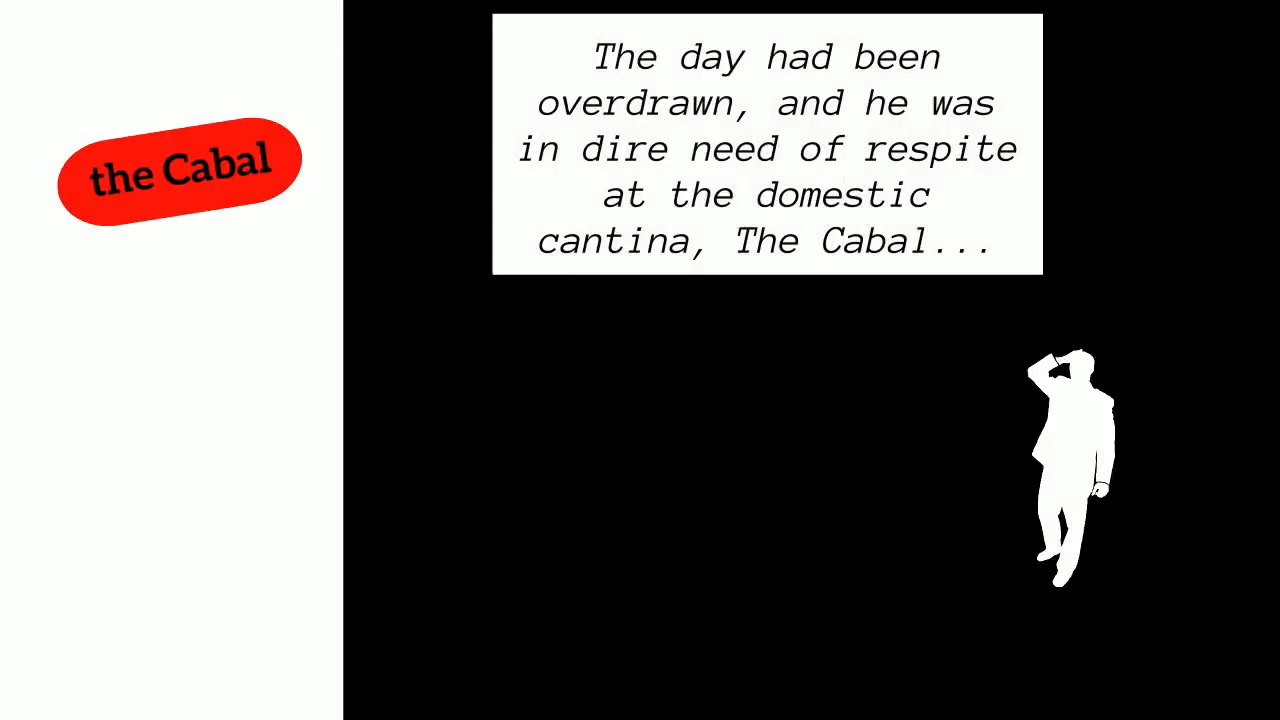 the Cabal
The day had been
overdrawn, and he was
in dire need of respite
at the domestic
cantina, The Cabal...